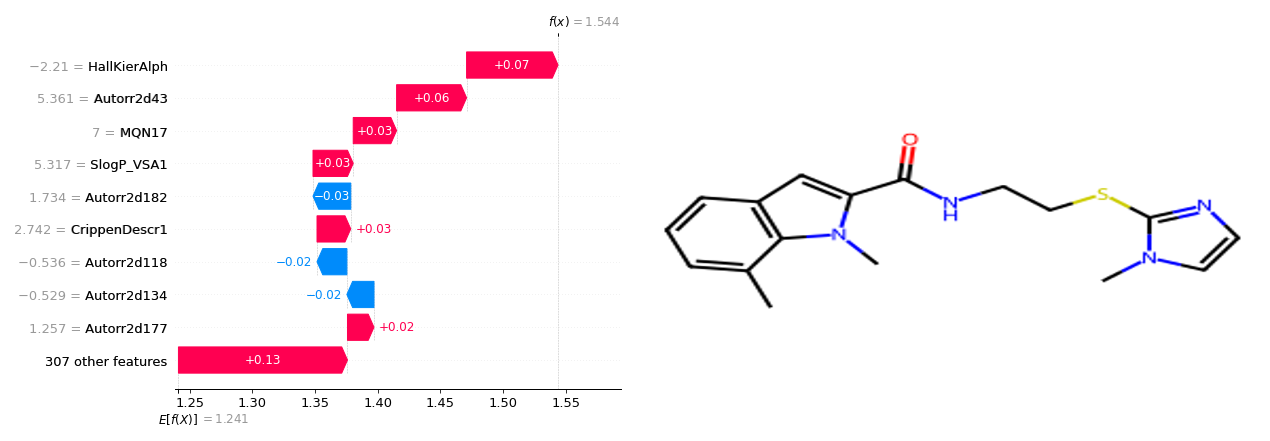 f(x) = 1.544
−2.21 = HallKierAlph +0.07
5.361 = Autorr2d43 +0.06
7 = MQN17 +0.03
5.317 = SlogP_VSA1 +0.03
1.734 = Autorr2d182 −0.03
2.742 = CrippenDescr1 +0.03
−0.536 = Autorr2d118 −0.02
−0.529 = Autorr2d134 −0.02
1.257 = Autorr2d177 +0.02
307 other features +0.13
1.25 1.30 1.35 1.40 1.45 1.50 1.55
E[f(X)] = 1.241
O
N
H
N
S
N
N